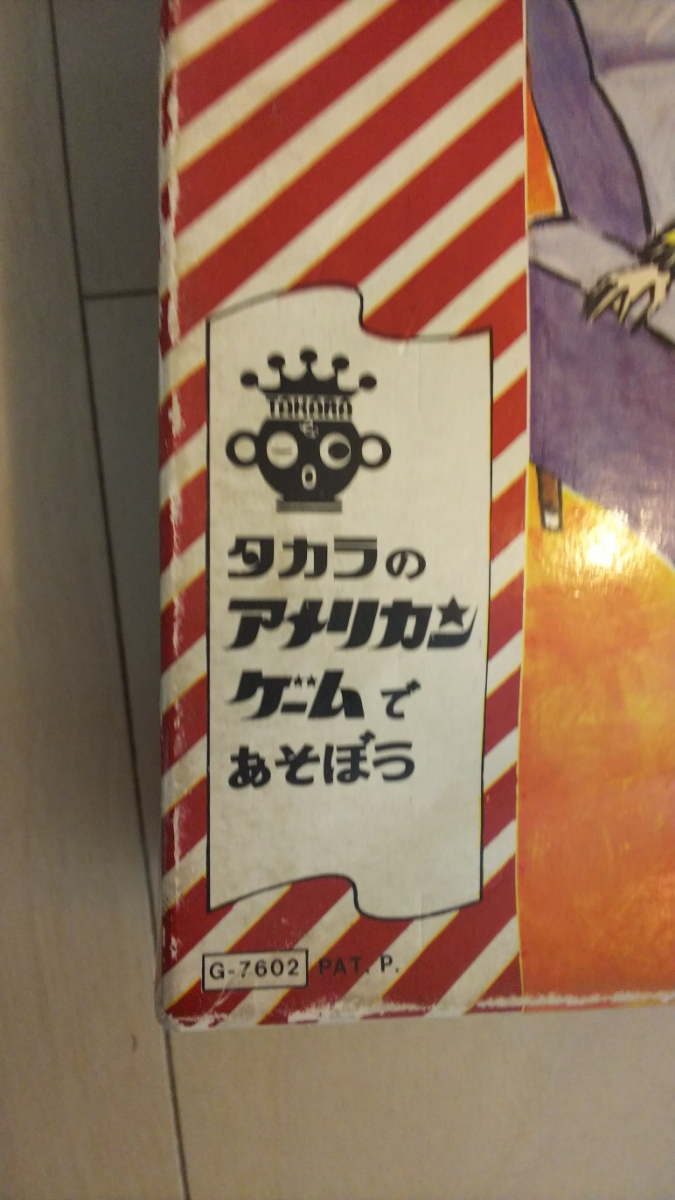 TAKARA
タカラの
アメリカン
ゲームで
あそぼう
G-7602 PAT. P.